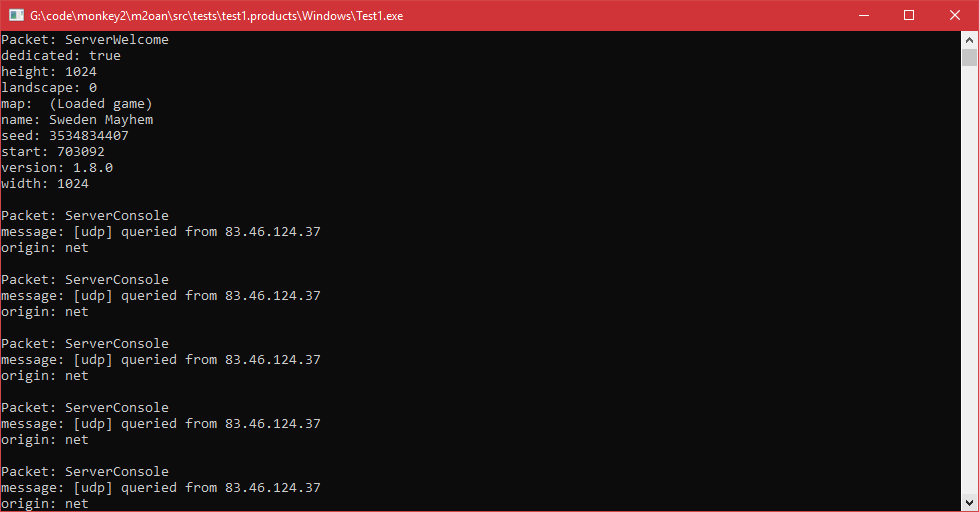 G:\code\monkey2\m2oan\src\tests\test1.products\Windows\Test1.exe
Packet: ServerWelcome
dedicated: true
height: 1024
landscape: 0
map:  (Loaded game)
name: Sweden Mayhem
seed: 3534834407
start: 703092
version: 1.8.0
width: 1024

Packet: ServerConsole
message: [udp] queried from 83.46.124.37
origin: net

Packet: ServerConsole
message: [udp] queried from 83.46.124.37
origin: net

Packet: ServerConsole
message: [udp] queried from 83.46.124.37
origin: net

Packet: ServerConsole
message: [udp] queried from 83.46.124.37
origin: net

Packet: ServerConsole
message: [udp] queried from 83.46.124.37
origin: net